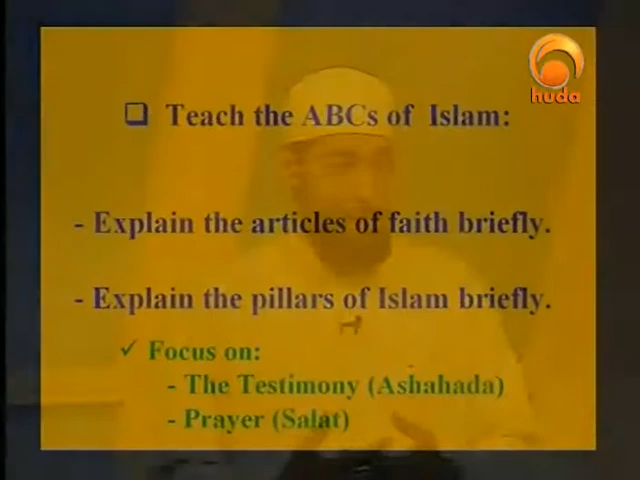 huda
❑ Teach the ABCs of Islam:
- Explain the articles of faith briefly.
- Explain the pillars of Islam briefly.
✓ Focus on:
- The Testimony (Ashahada)
- Prayer (Salat)